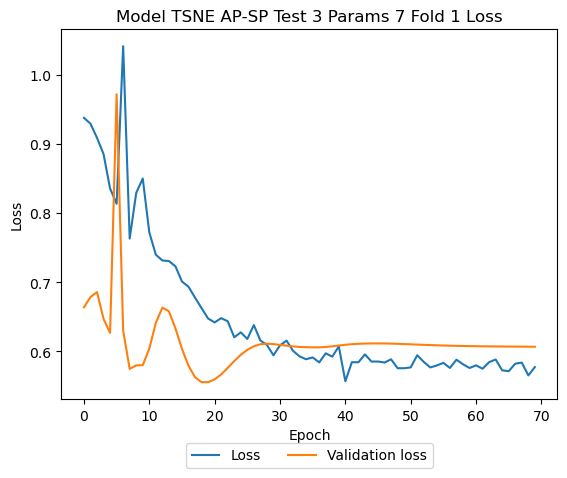 Model TSNE AP-SP Test 3 Params 7 Fold 1 Loss
1.0
0.9
0.8
0.7
0.6
Loss
0 10 20 30 40 50 60 70
Epoch
Loss Validation loss